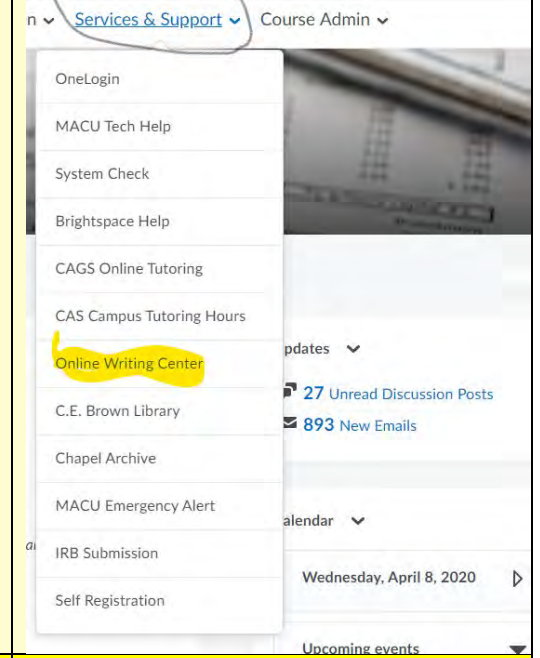 n Services & Support Course Admin
OneLogin
MACU Tech Help
System Check
Brightspace Help
CAGS Online Tutoring
CAS Campus Tutoring Hours
Online Writing Center
C.E. Brown Library
Chapel Archive
MACU Emergency Alert
IRB Submission
Self Registration
pdates
27 Unread Discussion Posts
893 New Emails
alendar
Wednesday, April 8, 2020
Upcoming events